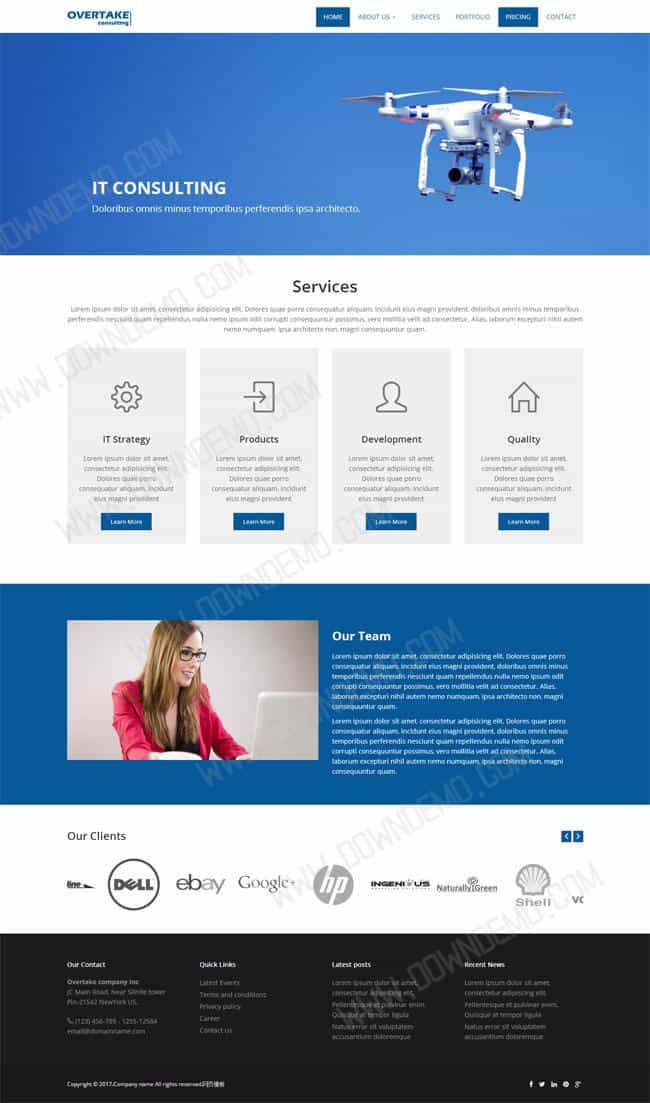 OVERTAKE
consulting
HOME ABOUT US SERVICES PORTFOLIO PRICING CONTACT
IT CONSULTING
Doloribus omnis minus temporibus perferendis ipsa architecto.
Services
Lorem ipsum dolor sit amet, consectetur adipisicing elit. Dolores quae porro consequatur aliquam, incidunt eius magni provident, doloribus omnis minus
temporibus perferendis nesciunt quam repellendus nulla nemo ipsum odit corrupti consequuntur possimus, vero mollitia velit ad consectetur. Alias, laborum excepturi nihil autem
nemo numquam, ipsa architecto non, magni consequuntur quam.
IT Strategy
Lorem ipsum dolor sit amet,
consectetur adipisicing elit.
Dolores quae porro
consequatur aliquam, incidunt
eius magni provident
Learn More
Products
Lorem ipsum dolor sit amet,
consectetur adipisicing elit.
Dolores quae porro
consequatur aliquam, incidunt
eius magni provident
Learn More
Development
Lorem ipsum dolor sit amet,
consectetur adipisicing elit.
Dolores quae porro
consequatur aliquam, incidunt
eius magni provident
Learn More
Quality
Lorem ipsum dolor sit amet,
consectetur adipisicing elit.
Dolores quae porro
consequatur aliquam, incidunt
eius magni provident
Learn More
Our Team
Lorem ipsum dolor sit amet, consectetur adipisicing elit. Dolores quae porro
consequatur aliquam, incidunt eius magni provident, doloribus omnis minus
temporibus perferendis nesciunt quam repellendus nulla nemo ipsum odit
corrupti consequuntur possimus, vero mollitia velit ad consectetur. Alias,
laborum excepturi nihil autem nemo numquam, ipsa architecto non, magni
consequuntur quam.
Lorem ipsum dolor sit amet, consectetur adipisicing elit. Dolores quae porro
consequatur aliquam, incidunt eius magni provident, doloribus omnis minus
temporibus perferendis nesciunt quam repellendus nulla nemo ipsum odit
corrupti consequuntur possimus, vero mollitia velit ad consectetur. Alias,
laborum excepturi nihil autem nemo numquam, ipsa architecto non, magni
consequuntur quam.
Our Clients
line DELL ebay Google+ hp INGENIOUS Naturally1Green Shell VO
Our Contact
Overtake company Inc
JC Main Road, Near Silnile tower
Pin-21542 NewYork US.
(123) 456-789 - 1255-12584
email@domainname.com
Quick Links
Latest Events
Terms and conditions
Privacy policy
Career
Contact us
Latest posts
Lorem ipsum dolor sit amet,
consectetur adipisicing elit.
Pellentesque et pulvinar enim.
Quisque at tempor ligula
Natus error sit voluptatem
accusantium doloremque
Recent News
Lorem ipsum dolor sit amet,
consectetur adipisicing elit.
Pellentesque et pulvinar enim.
Quisque at tempor ligula
Natus error sit voluptatem
accusantium doloremque
Copyright © 2017.Company name All rights reserved.网页模板
WWW.DOWNDEMO.COM
WWW.DOWNDEMO.COM
WWW.DOWNDEMO.COM
WWW.DOWNDEMO.COM
WWW.DOWNDEMO.COM
WWW.DOWNDEMO.COM